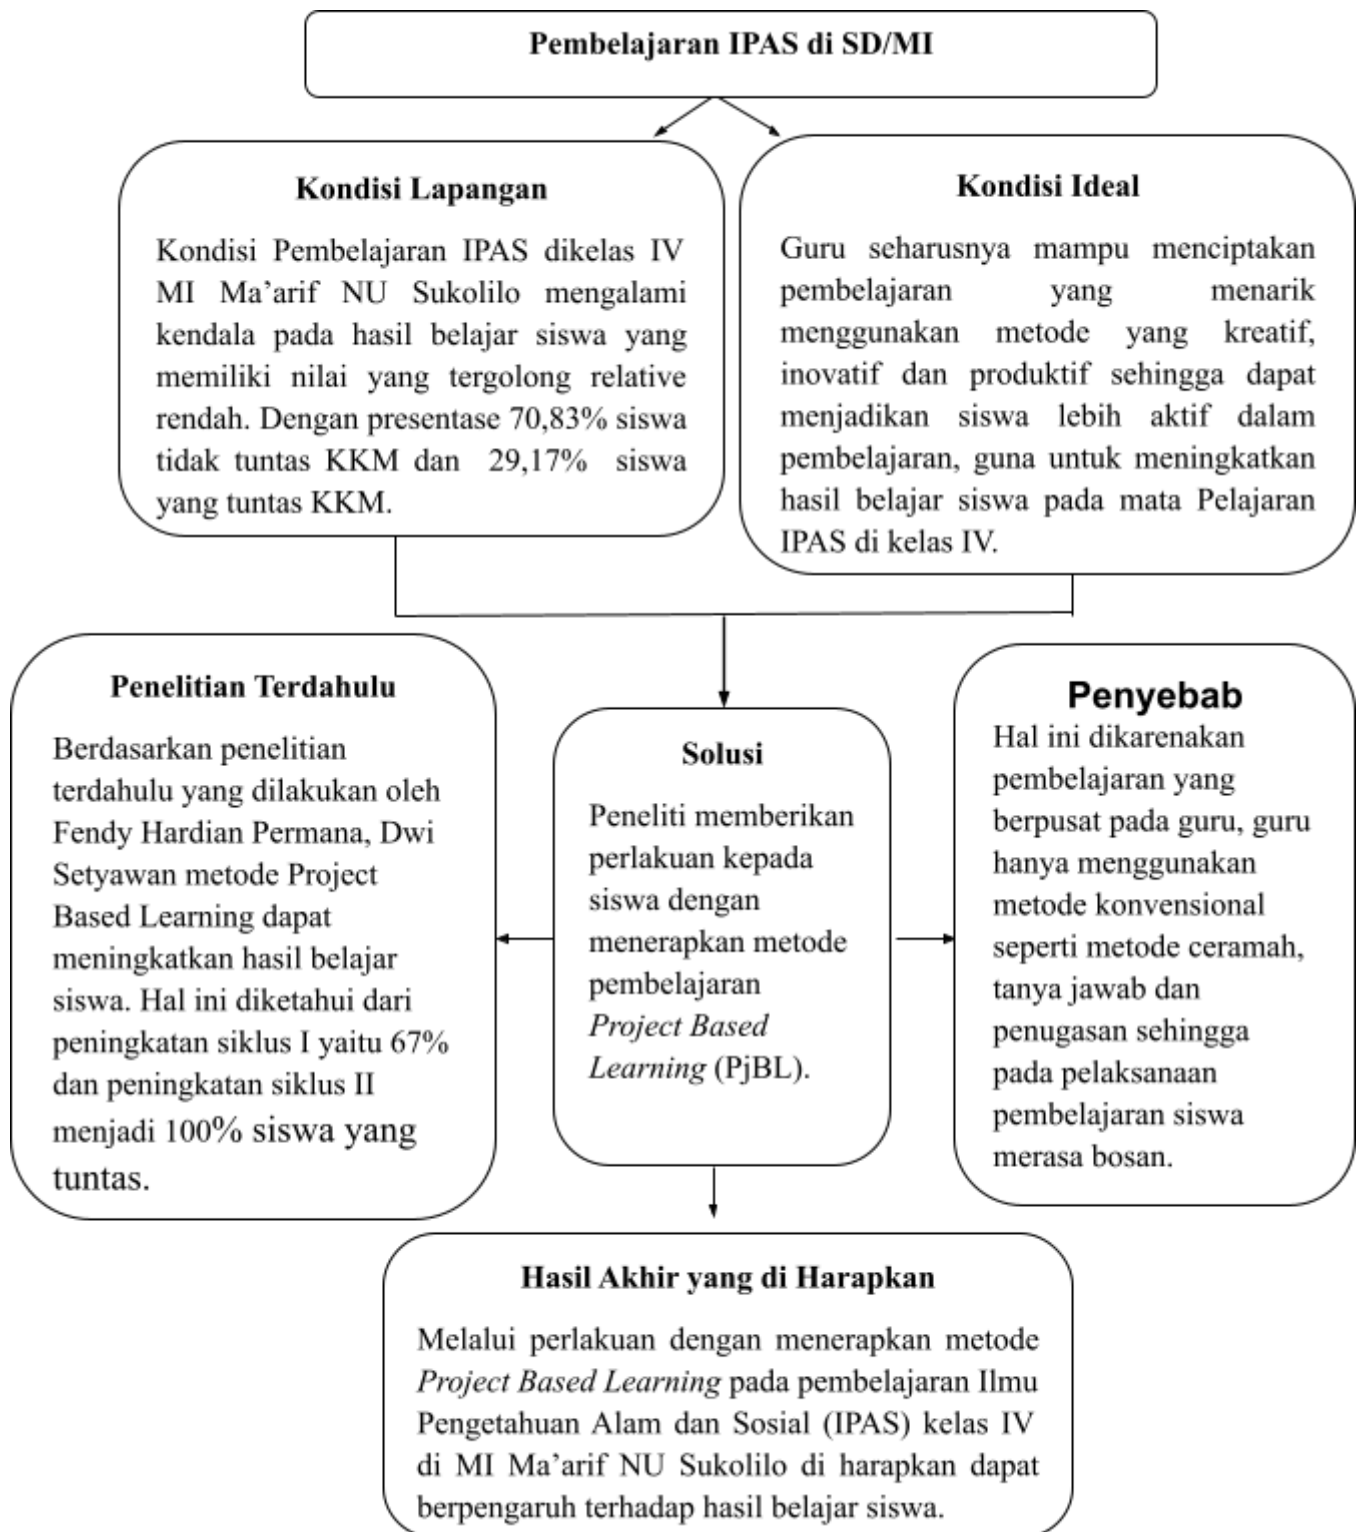 Pembelajaran IPAS di SD/MI
Kondisi Lapangan
Kondisi Pembelajaran IPAS dikelas IV
MI Ma’arif NU Sukolilo mengalami
kendala pada hasil belajar siswa yang
memiliki nilai yang tergolong relative
rendah. Dengan presentase 70,83% siswa
tidak tuntas KKM dan 29,17% siswa
yang tuntas KKM.
Kondisi Ideal
Guru seharusnya mampu menciptakan
pembelajaran yang menarik
menggunakan metode yang kreatif,
inovatif dan produktif sehingga dapat
menjadikan siswa lebih aktif dalam
pembelajaran, guna untuk meningkatkan
hasil belajar siswa pada mata Pelajaran
IPAS di kelas IV.
Penelitian Terdahulu
Berdasarkan penelitian
terdahulu yang dilakukan oleh
Fendy Hardian Permana, Dwi
Setyawan metode Project
Based Learning dapat
meningkatkan hasil belajar
siswa. Hal ini diketahui dari
peningkatan siklus I yaitu 67%
dan peningkatan siklus II
menjadi 100% siswa yang
tuntas.
Solusi
Peneliti memberikan
perlakuan kepada
siswa dengan
menerapkan metode
pembelajaran
Project Based
Learning (PjBL).
Penyebab
Hal ini dikarenakan
pembelajaran yang
berpusat pada guru, guru
hanya menggunakan
metode konvensional
seperti metode ceramah,
tanya jawab dan
penugasan sehingga
pada pelaksanaan
pembelajaran siswa
merasa bosan.
Hasil Akhir yang di Harapkan
Melalui perlakuan dengan menerapkan metode
Project Based Learning pada pembelajaran Ilmu
Pengetahuan Alam dan Sosial (IPAS) kelas IV
di MI Ma’arif NU Sukolilo di harapkan dapat
berpengaruh terhadap hasil belajar siswa.